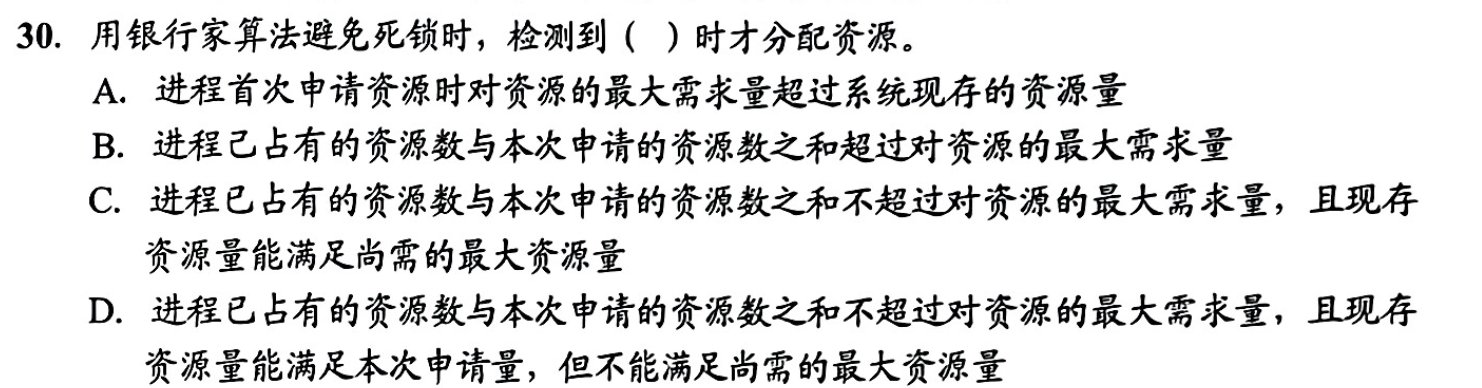 30. 用银行家算法避免死锁时，检测到（ ）时才分配资源。
A. 进程首次申请资源时对资源的最大需求量超过系统现存的资源量
B. 进程已占有的资源数与本次申请的资源数之和超过对资源的最大需求量
C. 进程已占有的资源数与本次申请的资源数之和不超过对资源的最大需求量，且现存
资源量能满足尚需的最大资源量
D. 进程已占有的资源数与本次申请的资源数之和不超过对资源的最大需求量，且现存
资源量能满足本次申请量，但不能满足尚需的最大资源量